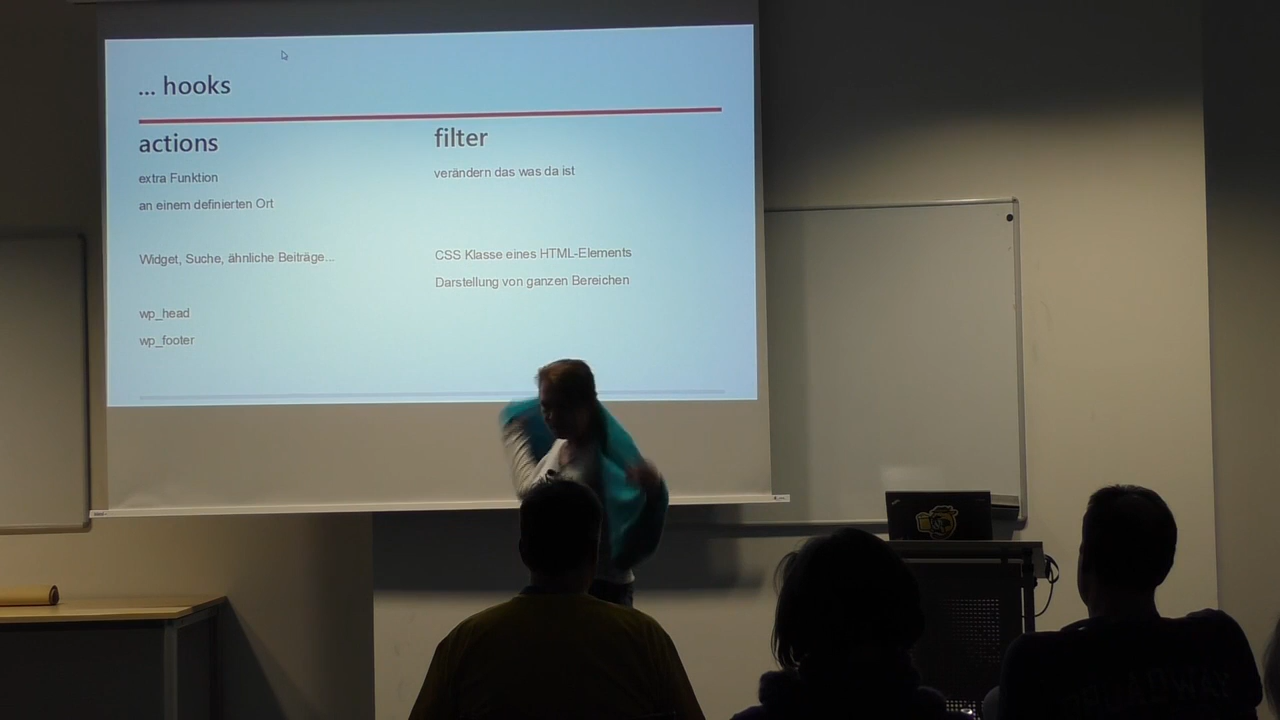 ... hooks
actions
extra Funktion
an einem definierten Ort
Widget, Suche, ähnliche Beiträge...
wp_head
wp_footer
filter
verändern das was da ist
CSS Klasse eines HTML-Elements
Darstellung von ganzen Bereichen